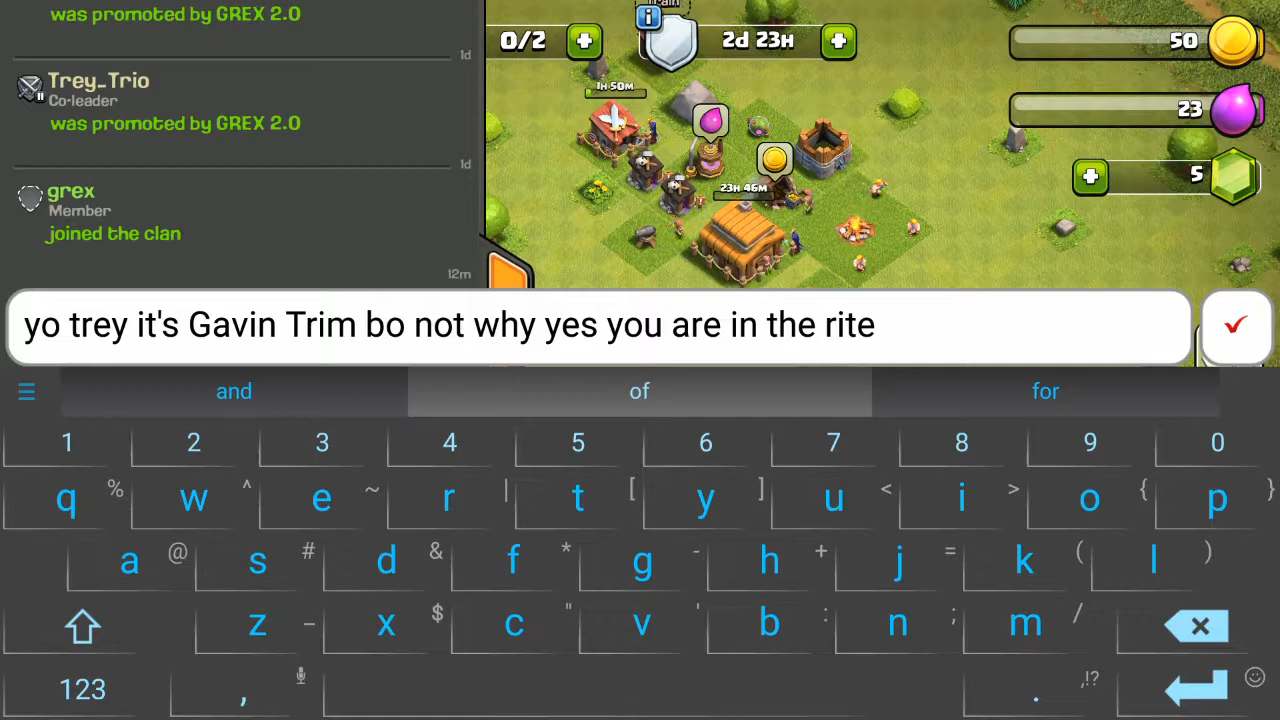 was promoted by GREX 2.0
1d
Trey_Trio
Co-leader
was promoted by GREX 2.0
1d
grex
Member
joined the clan
12m
Train
0/2
2d 23h
50
23
5
1h 50m
23h 46m
yo trey it's Gavin Trim bo not why yes you are in the rite
and of for
1 2 3 4 5 6 7 8 9 0
q % w ^ e ~ r | t [ y ] u < i > o { p }
a @ s # d & f * g - h + j = k ( l )
z _ x $ c " v ' b : n ; m /
123 , . ,!?